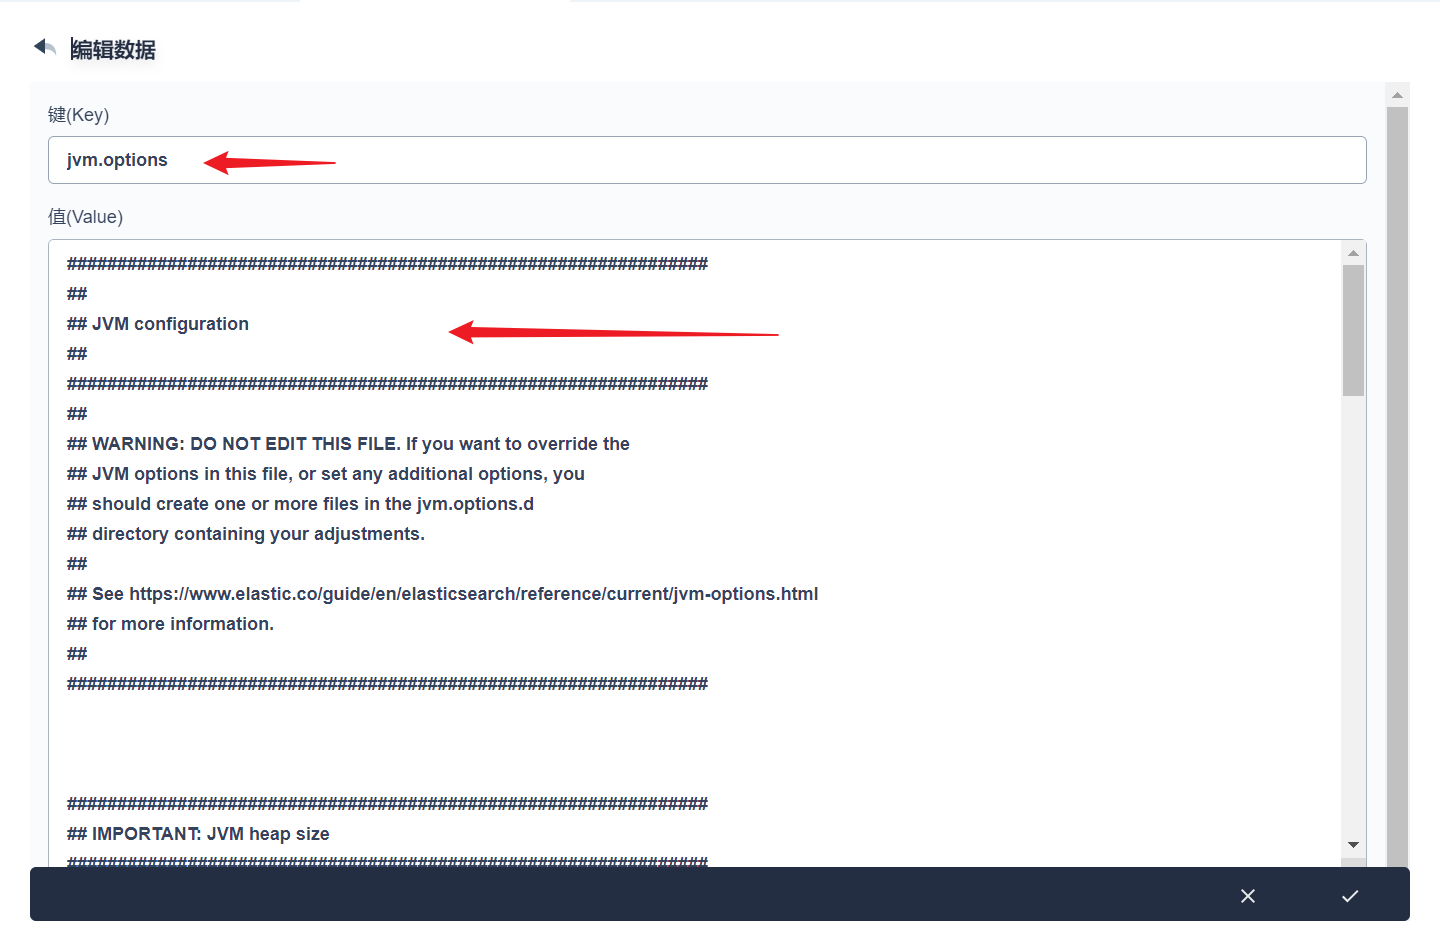 编辑数据
键(Key)
jvm.options
值(Value)
################################################################
##
## JVM configuration
##
################################################################
##
## WARNING: DO NOT EDIT THIS FILE. If you want to override the
## JVM options in this file, or set any additional options, you
## should create one or more files in the jvm.options.d
## directory containing your adjustments.
##
## See https://www.elastic.co/guide/en/elasticsearch/reference/current/jvm-options.html
## for more information.
##
################################################################
################################################################
## IMPORTANT: JVM heap size
################################################################